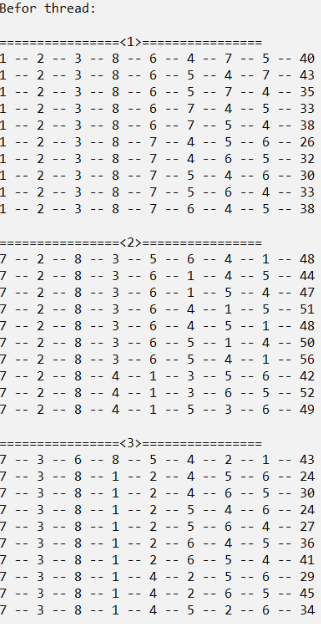 Befor thread:
================<1>================
1 -- 2 -- 3 -- 8 -- 6 -- 4 -- 7 -- 5 -- 40
1 -- 2 -- 3 -- 8 -- 6 -- 5 -- 4 -- 7 -- 43
1 -- 2 -- 3 -- 8 -- 6 -- 5 -- 7 -- 4 -- 35
1 -- 2 -- 3 -- 8 -- 6 -- 7 -- 4 -- 5 -- 33
1 -- 2 -- 3 -- 8 -- 6 -- 7 -- 5 -- 4 -- 38
1 -- 2 -- 3 -- 8 -- 7 -- 4 -- 5 -- 6 -- 26
1 -- 2 -- 3 -- 8 -- 7 -- 4 -- 6 -- 5 -- 32
1 -- 2 -- 3 -- 8 -- 7 -- 5 -- 4 -- 6 -- 30
1 -- 2 -- 3 -- 8 -- 7 -- 5 -- 6 -- 4 -- 33
1 -- 2 -- 3 -- 8 -- 7 -- 6 -- 4 -- 5 -- 38
================<2>================
7 -- 2 -- 8 -- 3 -- 5 -- 6 -- 4 -- 1 -- 48
7 -- 2 -- 8 -- 3 -- 6 -- 1 -- 4 -- 5 -- 44
7 -- 2 -- 8 -- 3 -- 6 -- 1 -- 5 -- 4 -- 47
7 -- 2 -- 8 -- 3 -- 6 -- 4 -- 1 -- 5 -- 51
7 -- 2 -- 8 -- 3 -- 6 -- 4 -- 5 -- 1 -- 48
7 -- 2 -- 8 -- 3 -- 6 -- 5 -- 1 -- 4 -- 50
7 -- 2 -- 8 -- 3 -- 6 -- 5 -- 4 -- 1 -- 56
7 -- 2 -- 8 -- 4 -- 1 -- 3 -- 5 -- 6 -- 42
7 -- 2 -- 8 -- 4 -- 1 -- 3 -- 6 -- 5 -- 52
7 -- 2 -- 8 -- 4 -- 1 -- 5 -- 3 -- 6 -- 49
================<3>================
7 -- 3 -- 6 -- 8 -- 5 -- 4 -- 2 -- 1 -- 43
7 -- 3 -- 8 -- 1 -- 2 -- 4 -- 5 -- 6 -- 24
7 -- 3 -- 8 -- 1 -- 2 -- 4 -- 6 -- 5 -- 30
7 -- 3 -- 8 -- 1 -- 2 -- 5 -- 4 -- 6 -- 24
7 -- 3 -- 8 -- 1 -- 2 -- 5 -- 6 -- 4 -- 27
7 -- 3 -- 8 -- 1 -- 2 -- 6 -- 4 -- 5 -- 36
7 -- 3 -- 8 -- 1 -- 2 -- 6 -- 5 -- 4 -- 41
7 -- 3 -- 8 -- 1 -- 4 -- 2 -- 5 -- 6 -- 29
7 -- 3 -- 8 -- 1 -- 4 -- 2 -- 6 -- 5 -- 45
7 -- 3 -- 8 -- 1 -- 4 -- 5 -- 2 -- 6 -- 34